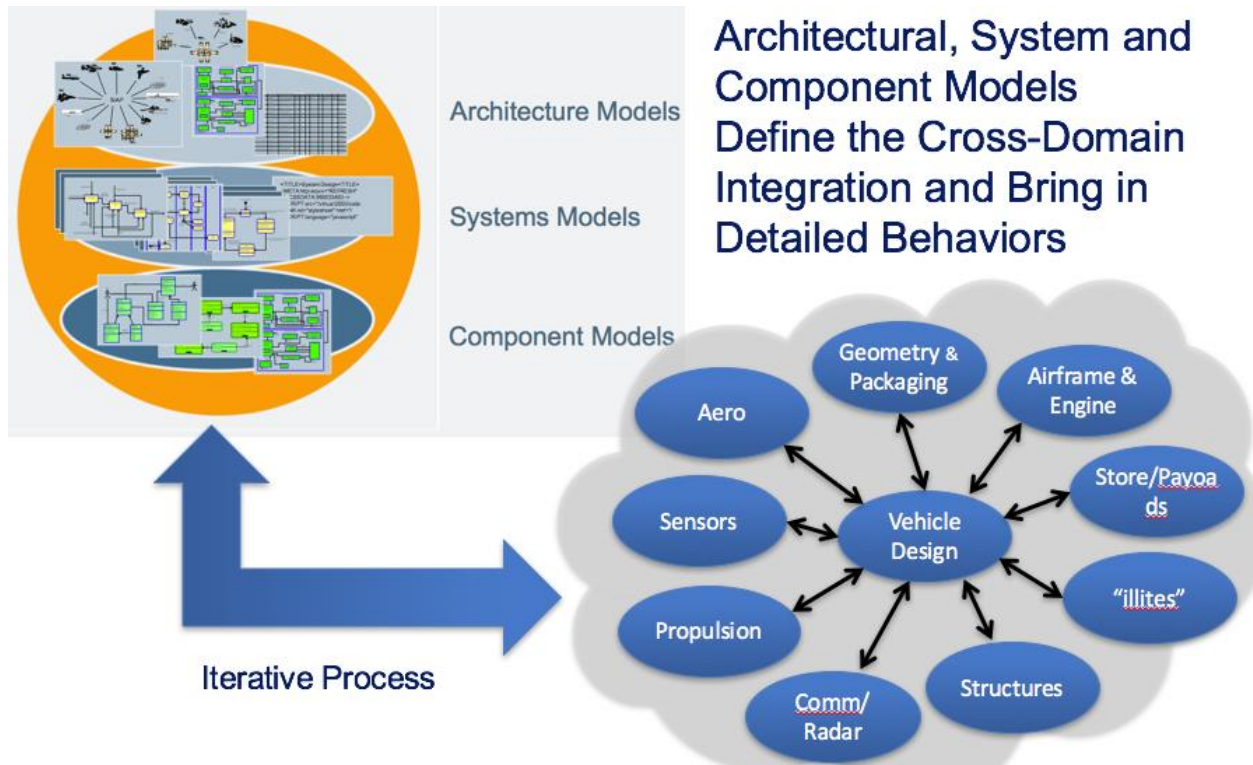 Architectural, System and
Component Models
Define the Cross-Domain
Integration and Bring in
Detailed Behaviors
Architecture Models
Systems Models
Component Models
Iterative Process
Geometry &
Packaging
Airframe &
Engine
Aero
Store/Payoa
ds
Sensors
Vehicle
Design
"illites"
Propulsion
Structures
Comm/
Radar